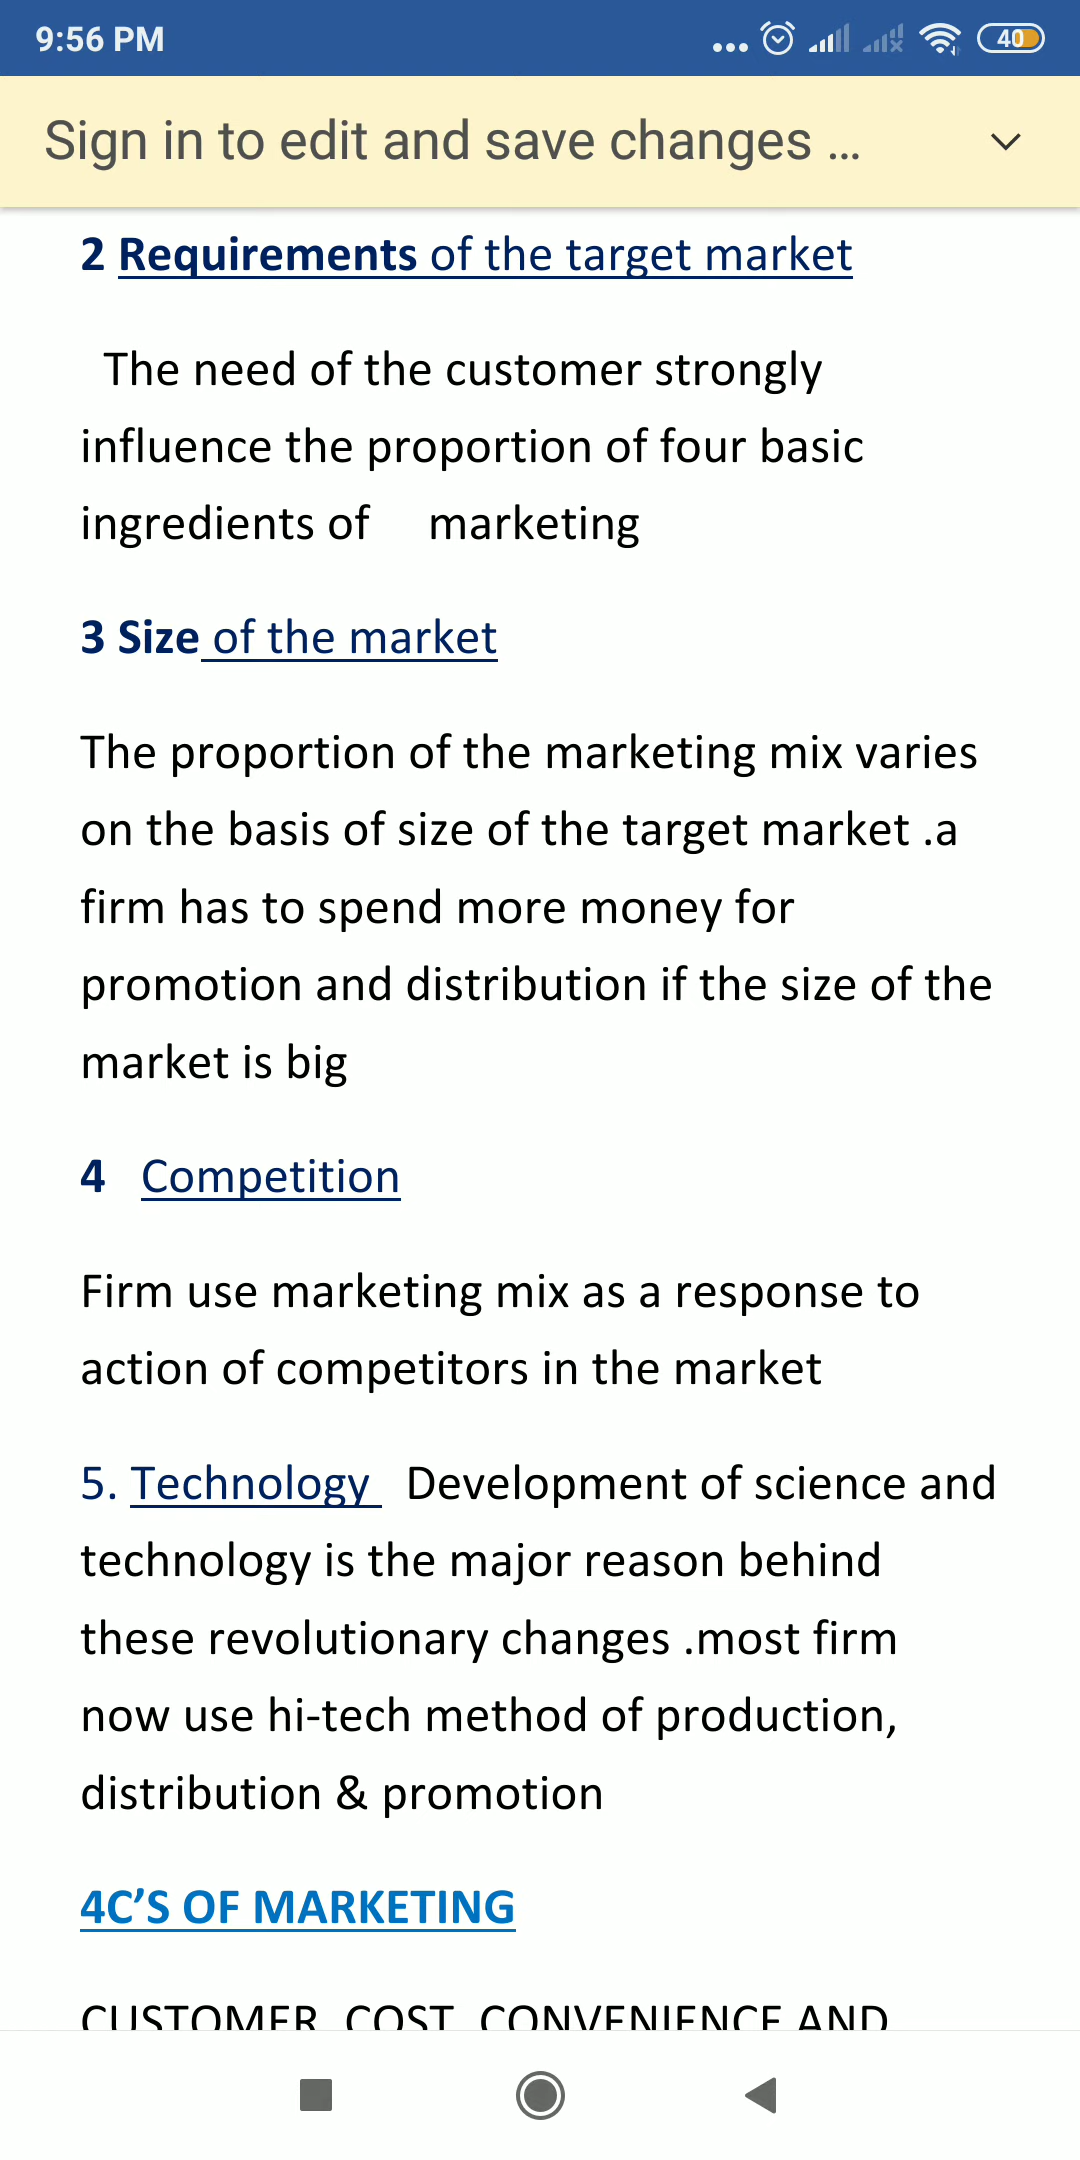 9:56 PM
40
Sign in to edit and save changes ...
2 Requirements of the target market
The need of the customer strongly
influence the proportion of four basic
ingredients of marketing
3 Size of the market
The proportion of the marketing mix varies
on the basis of size of the target market .a
firm has to spend more money for
promotion and distribution if the size of the
market is big
4 Competition
Firm use marketing mix as a response to
action of competitors in the market
5. Technology Development of science and
technology is the major reason behind
these revolutionary changes .most firm
now use hi-tech method of production,
distribution & promotion
4C’S OF MARKETING
CUSTOMER COST CONVENIENCE AND